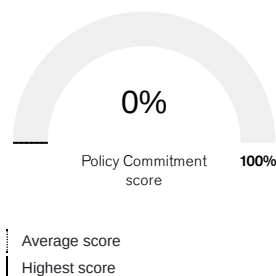 0%
Policy Commitment 100%
score
Average score
Highest score